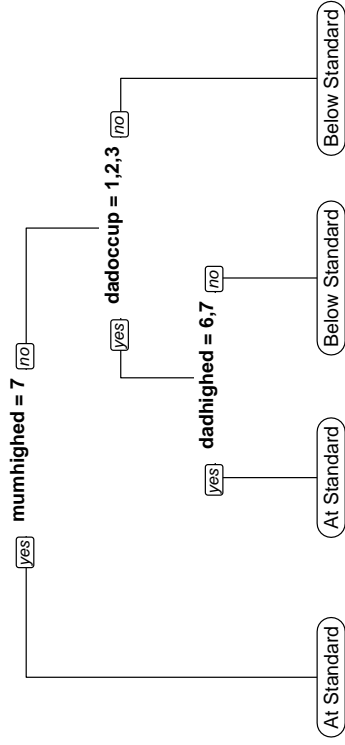 mumhighed = 7
yes
no
dadoccup = 1,2,3
yes
no
dadhighed = 6,7
yes
no
At Standard
At Standard
Below Standard
Below Standard